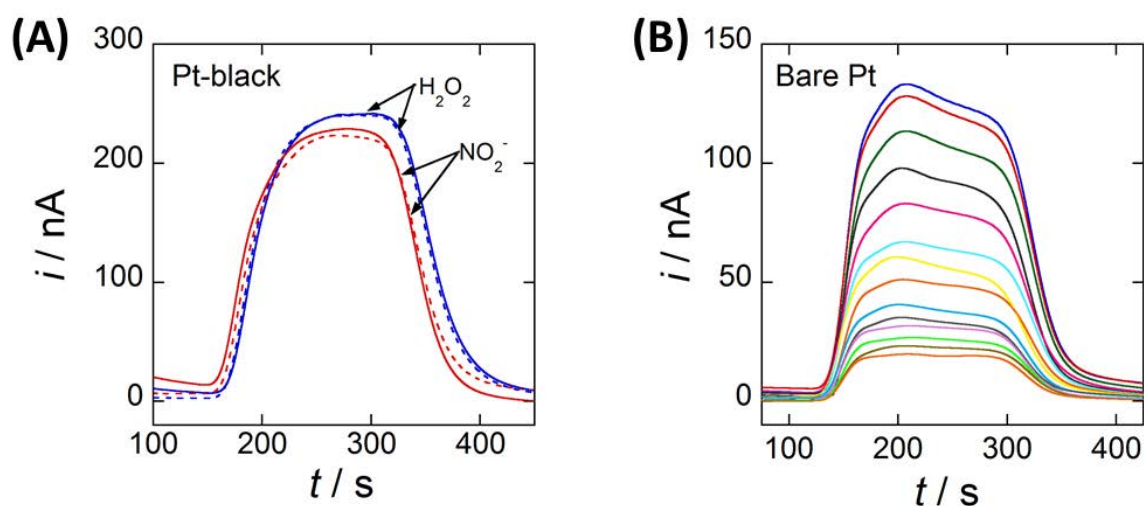 (A)
300
200
100
0
Pt-black
H₂O₂
NO₂⁻
100 200 300 400
i / nA
t / s
(B)
150
100
50
0
Bare Pt
100 200 300 400
i / nA
t / s